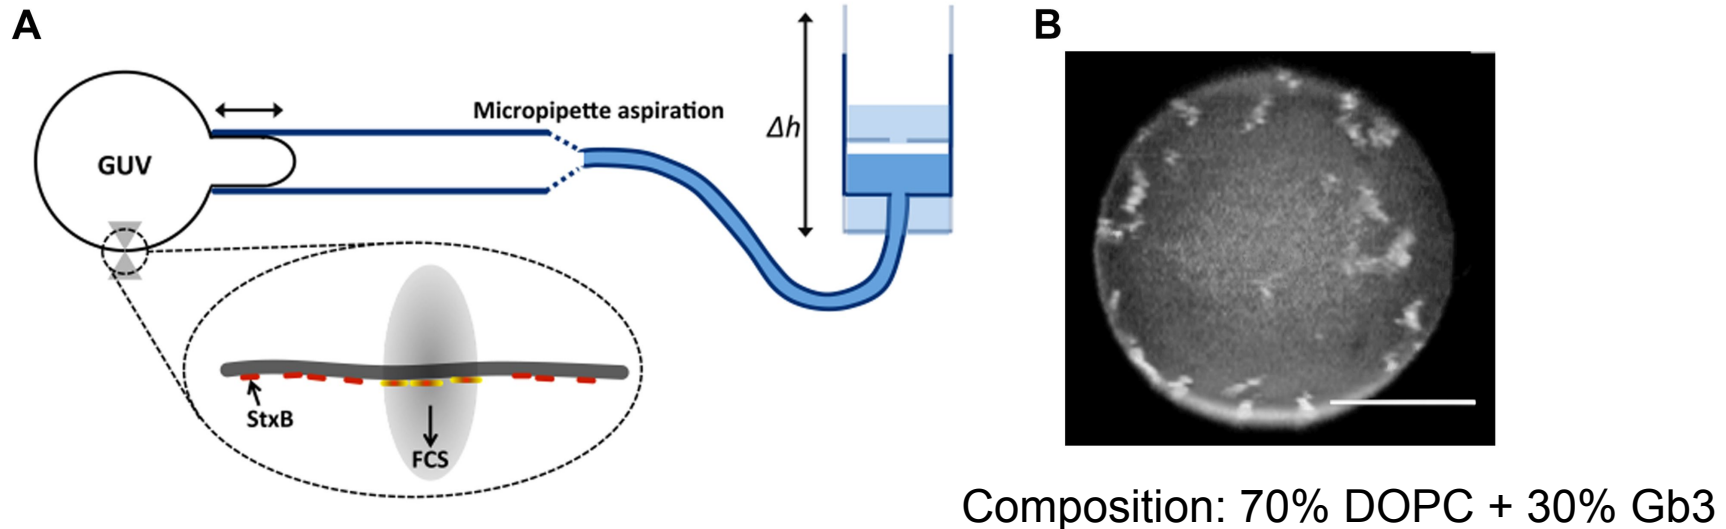 A
B
Micropipette aspiration
Δh
GUV
StxB
FCS
Composition: 70% DOPC + 30% Gb3